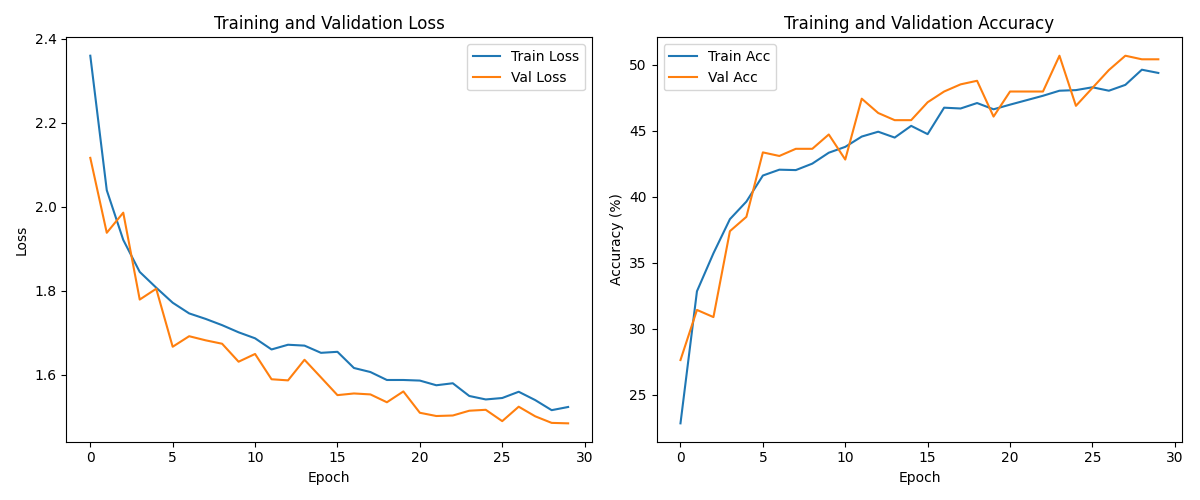 Training and Validation Loss
2.4
2.2
2.0
1.8
1.6
Loss
0 5 10 15 20 25 30
Epoch
Train Loss
Val Loss
Training and Validation Accuracy
50
45
40
35
30
25
Accuracy (%)
0 5 10 15 20 25 30
Epoch
Train Acc
Val Acc